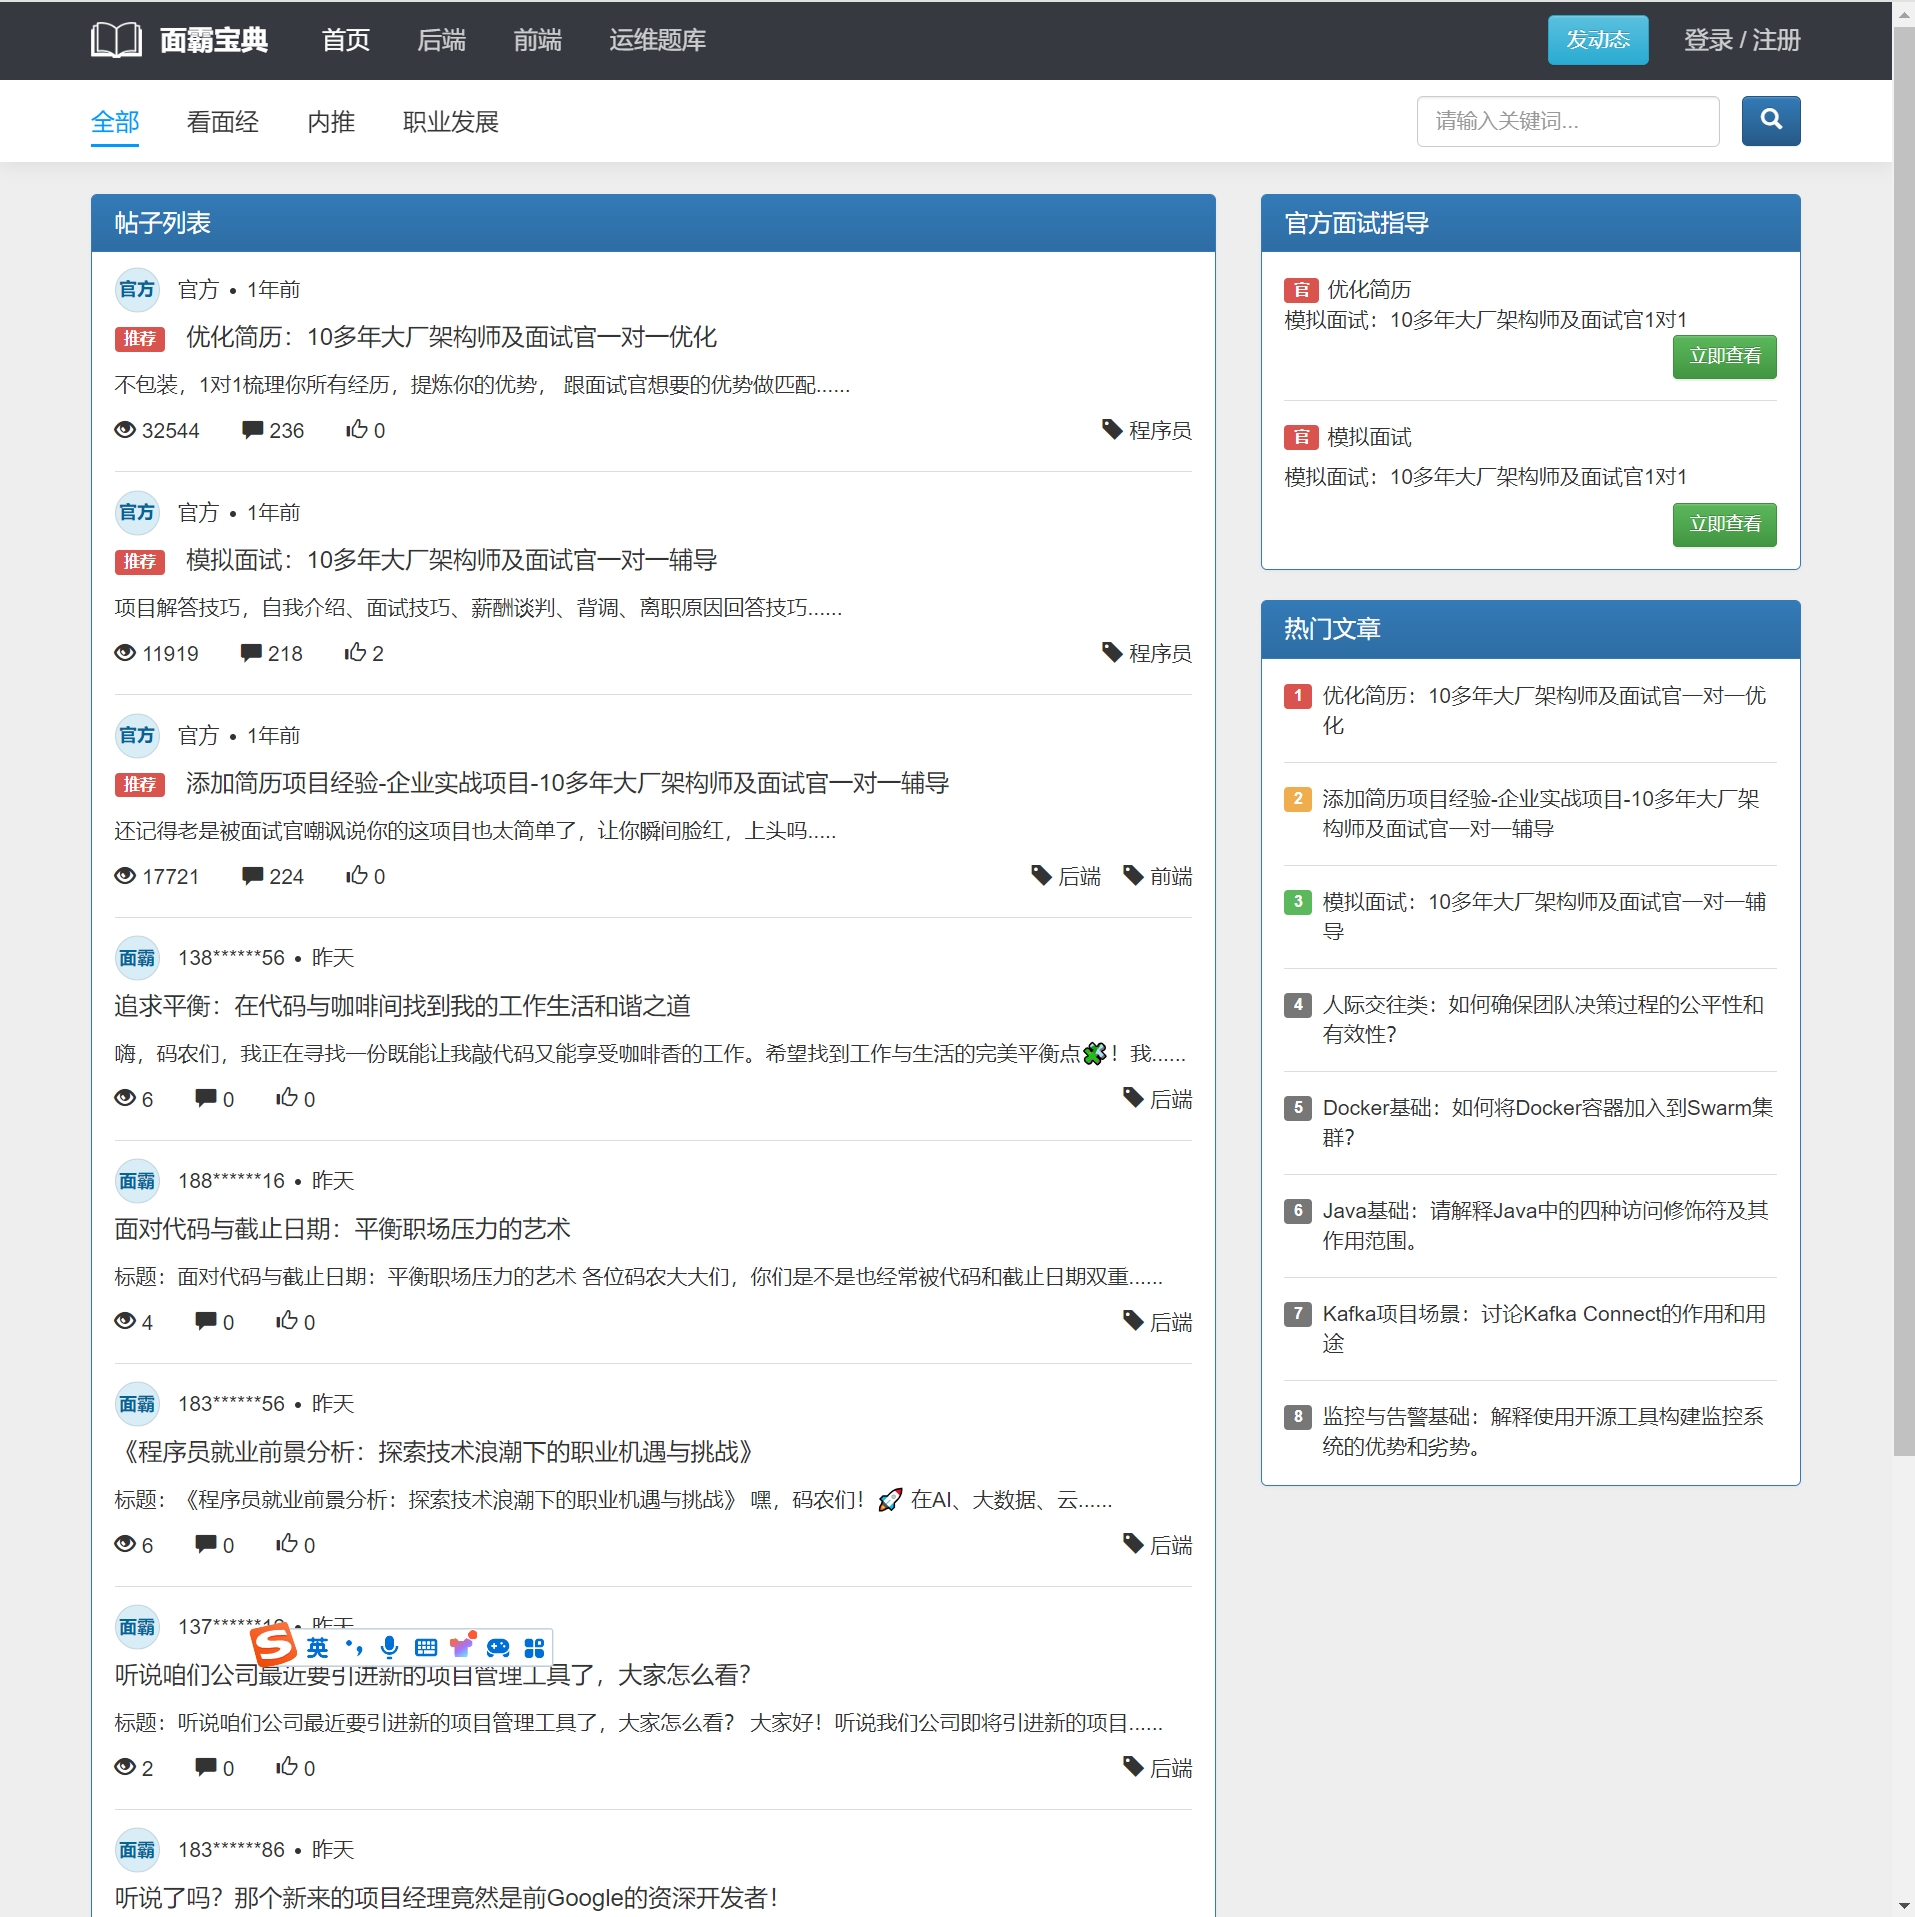 面霸宝典 首页 后端 前端 运维题库 发动态 登录 / 注册
全部 看面经 内推 职业发展 请输入关键词...
帖子列表
官方 官方 • 1年前
推荐 优化简历：10多年大厂架构师及面试官一对一优化
不包装，1对1梳理你所有经历，提炼你的优势， 跟面试官想要的优势做匹配......
32544 236 0 程序员
官方 官方 • 1年前
推荐 模拟面试：10多年大厂架构师及面试官一对一辅导
项目解答技巧，自我介绍、面试技巧、薪酬谈判、背调、离职原因回答技巧......
11919 218 2 程序员
官方 官方 • 1年前
推荐 添加简历项目经验-企业实战项目-10多年大厂架构师及面试官一对一辅导
还记得老是被面试官嘲讽说你的这项目也太简单了，让你瞬间脸红，上头吗.....
17721 224 0 后端 前端
面霸 138******56 • 昨天
追求平衡：在代码与咖啡间找到我的工作生活和谐之道
嗨，码农们，我正在寻找一份既能让我敲代码又能享受咖啡香的工作。希望找到工作与生活的完美平衡点🧩！我......
6 0 0 后端
面霸 188******16 • 昨天
面对代码与截止日期：平衡职场压力的艺术
标题：面对代码与截止日期：平衡职场压力的艺术 各位码农大大们，你们是不是也经常被代码和截止日期双重......
4 0 0 后端
面霸 183******56 • 昨天
《程序员就业前景分析：探索技术浪潮下的职业机遇与挑战》
标题：《程序员就业前景分析：探索技术浪潮下的职业机遇与挑战》 嘿，码农们！🚀 在AI、大数据、云......
6 0 0 后端
面霸 • 昨天
英
听说咱们公司最近要引进新的项目管理工具了，大家怎么看？
标题：听说咱们公司最近要引进新的项目管理工具了，大家怎么看？ 大家好！听说我们公司即将引进新的项目......
2 0 0 后端
面霸 183******86 • 昨天
听说了吗？那个新来的项目经理竟然是前Google的资深开发者！
官方面试指导
官 优化简历
模拟面试：10多年大厂架构师及面试官1对1
立即查看
官 模拟面试
模拟面试：10多年大厂架构师及面试官1对1
立即查看
热门文章
1 优化简历：10多年大厂架构师及面试官一对一优
化
2 添加简历项目经验-企业实战项目-10多年大厂架
构师及面试官一对一辅导
3 模拟面试：10多年大厂架构师及面试官一对一辅
导
4 人际交往类：如何确保团队决策过程的公平性和
有效性？
5 Docker基础：如何将Docker容器加入到Swarm集
群？
6 Java基础：请解释Java中的四种访问修饰符及其
作用范围。
7 Kafka项目场景：讨论Kafka Connect的作用和用
途
8 监控与告警基础：解释使用开源工具构建监控系
统的优势和劣势。